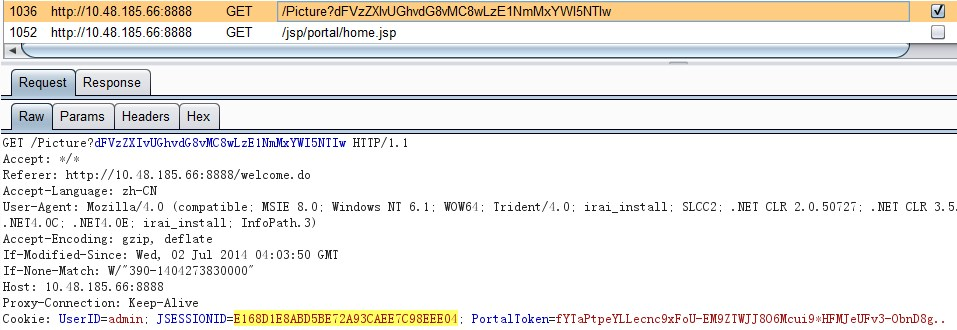 1036 http://10.48.185.66:8888 GET /Picture?dFVzZXIvUGhvdG8vMC8wLzE1NmMxYWI5NTIw
1052 http://10.48.185.66:8888 GET /jsp/portal/home.jsp
Request Response
Raw Params Headers Hex
GET /Picture?dFVzZXIvUGhvdG8vMC8wLzE1NmMxYWI5NTIw HTTP/1.1
Accept: */*
Referer: http://10.48.185.66:8888/welcome.do
Accept-Language: zh-CN
User-Agent: Mozilla/4.0 (compatible; MSIE 8.0; Windows NT 6.1; WOW64; Trident/4.0; irai_install; SLCC2; .NET CLR 2.0.50727; .NET CLR 3.5.
.NET4.0C; .NET4.0E; irai_install; InfoPath.3)
Accept-Encoding: gzip, deflate
If-Modified-Since: Wed, 02 Jul 2014 04:03:50 GMT
If-None-Match: W/"390-1404273830000"
Host: 10.48.185.66:8888
Proxy-Connection: Keep-Alive
Cookie: UserID=admin; JSESSIONID=E168D1E8ABD5BE72A93CAEE7C98EEE04; PortalToken=fYTaPtpeYLLecnc9xFoU-EM9ZTWJJ8O6Mcui9*HFMJeUFv3-ObnD8g..